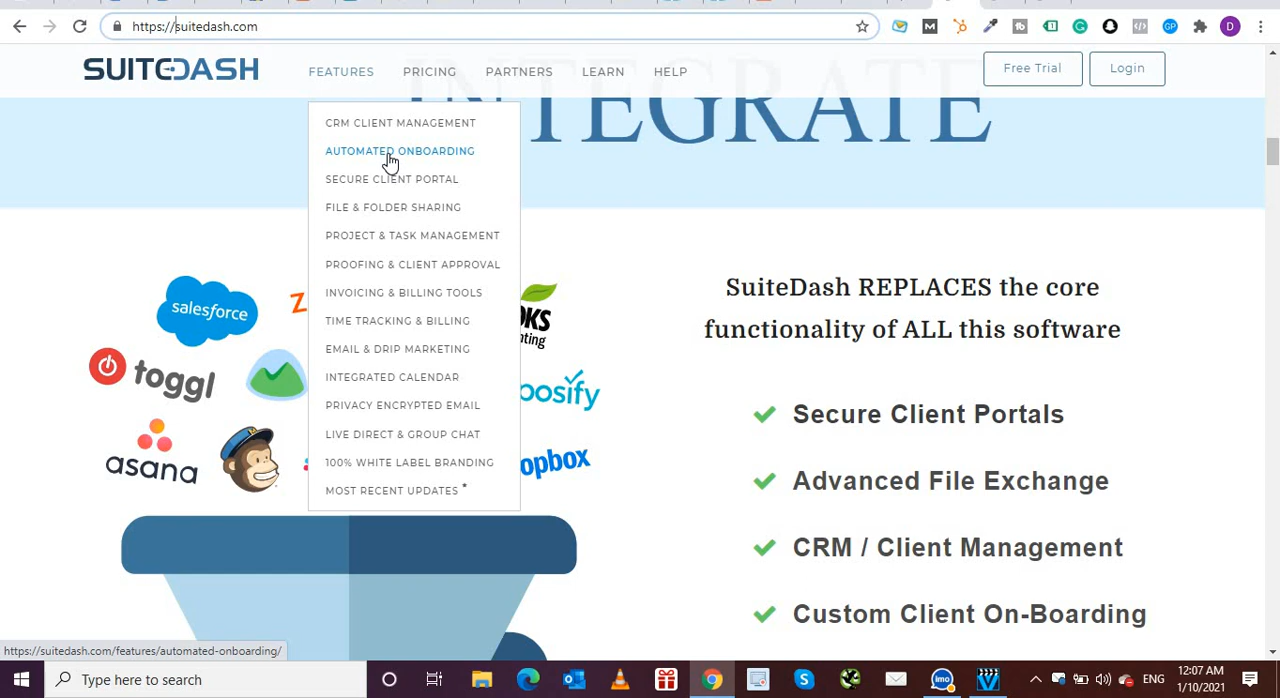 https://suitedash.com
SUITEDASH
FEATURES
PRICING
PARTNERS
LEARN
HELP
Free Trial
Login
INTEGRATE
CRM CLIENT MANAGEMENT
AUTOMATED ONBOARDING
SECURE CLIENT PORTAL
FILE & FOLDER SHARING
PROJECT & TASK MANAGEMENT
PROOFING & CLIENT APPROVAL
INVOICING & BILLING TOOLS
TIME TRACKING & BILLING
EMAIL & DRIP MARKETING
INTEGRATED CALENDAR
PRIVACY ENCRYPTED EMAIL
LIVE DIRECT & GROUP CHAT
100% WHITE LABEL BRANDING
MOST RECENT UPDATES *
salesforce
toggl
asana
SuiteDash REPLACES the core
functionality of ALL this software
Secure Client Portals
Advanced File Exchange
CRM / Client Management
Custom Client On-Boarding
https://suitedash.com/features/automated-onboarding/
Type here to search
ENG
12:07 AM
1/10/2021